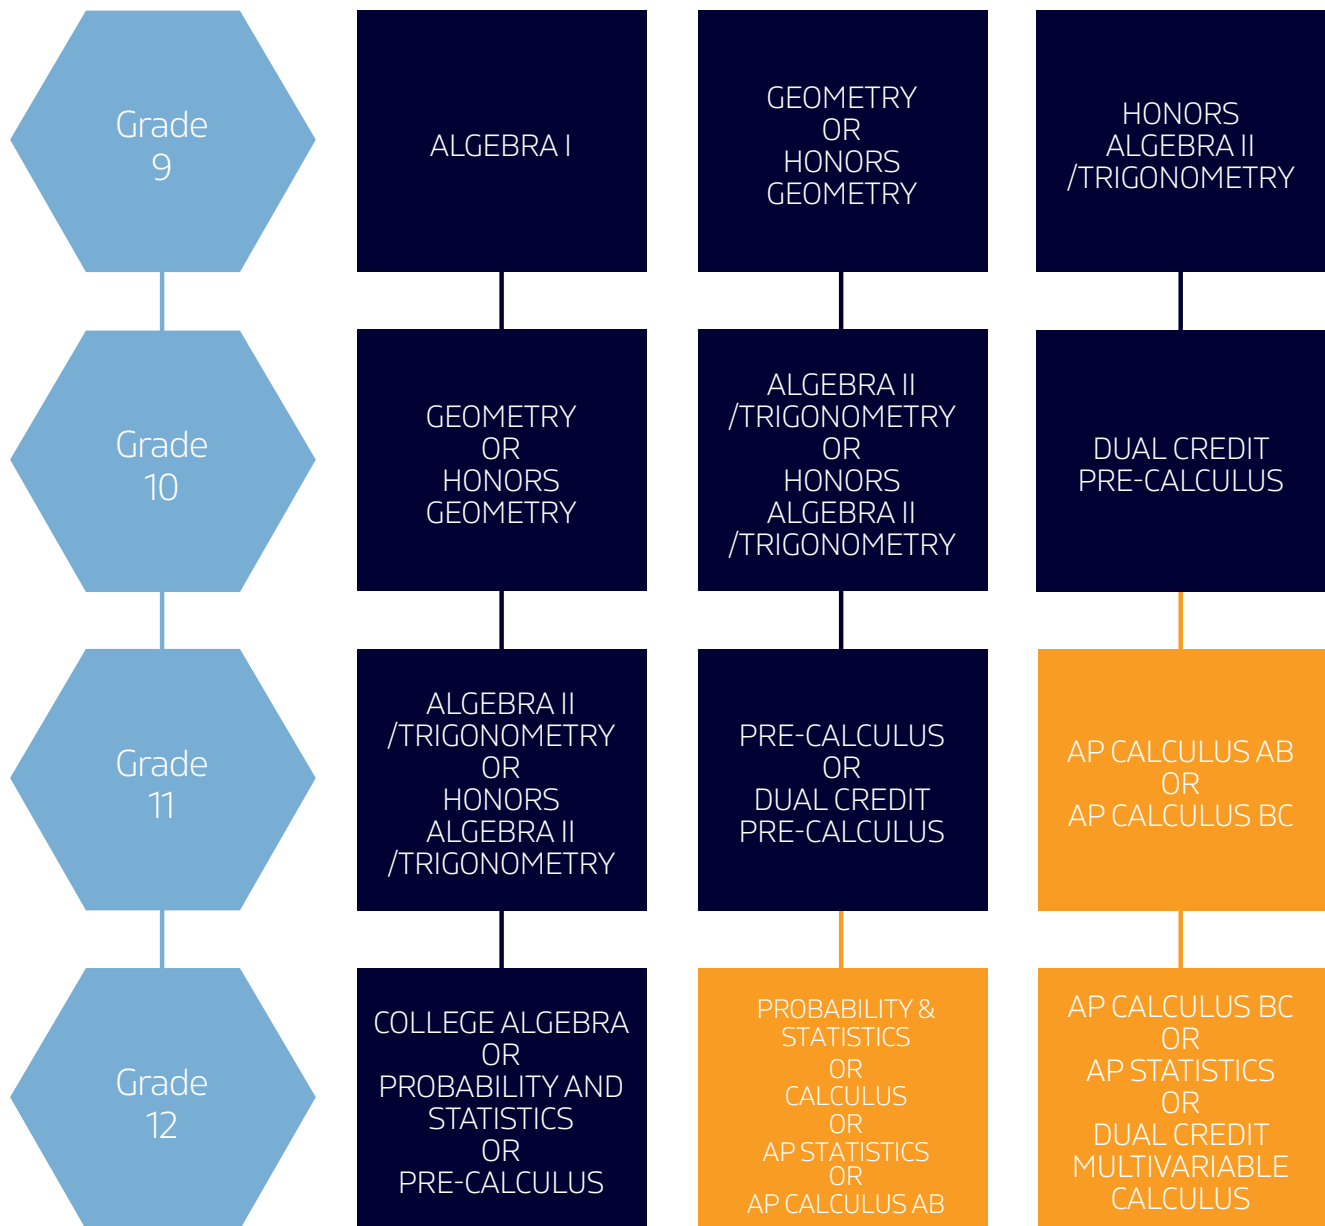 Grade
9
ALGEBRA I
GEOMETRY
OR
HONORS
GEOMETRY
HONORS
ALGEBRA II
/TRIGONOMETRY
Grade
10
GEOMETRY
OR
HONORS
GEOMETRY
ALGEBRA II
/TRIGONOMETRY
OR
HONORS
ALGEBRA II
/TRIGONOMETRY
DUAL CREDIT
PRE-CALCULUS
Grade
11
ALGEBRA II
/TRIGONOMETRY
OR
HONORS
ALGEBRA II
/TRIGONOMETRY
PRE-CALCULUS
OR
DUAL CREDIT
PRE-CALCULUS
AP CALCULUS AB
OR
AP CALCULUS BC
Grade
12
COLLEGE ALGEBRA
OR
PROBABILITY AND
STATISTICS
OR
PRE-CALCULUS
PROBABILITY &
STATISTICS
OR
CALCULUS
OR
AP STATISTICS
OR
AP CALCULUS AB
AP CALCULUS BC
OR
AP STATISTICS
OR
DUAL CREDIT
MULTIVARIABLE
CALCULUS